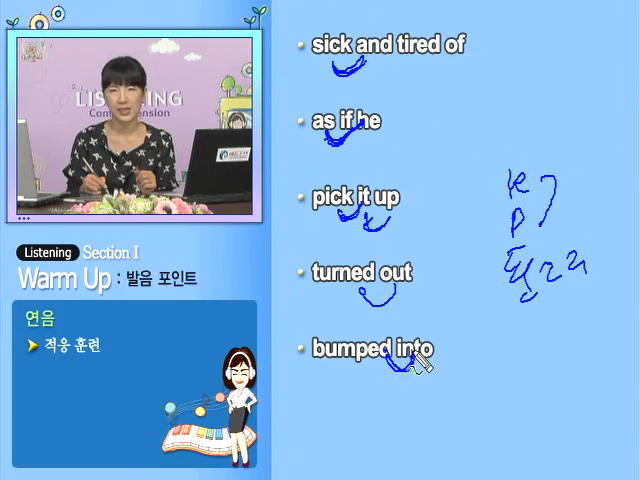 LISTENING
Comprehension
Listening Section I
Warm Up : 발음 포인트
연음
적응 훈련
sick and tired of
as if he
pick it up
turned out
bumped into
K
P